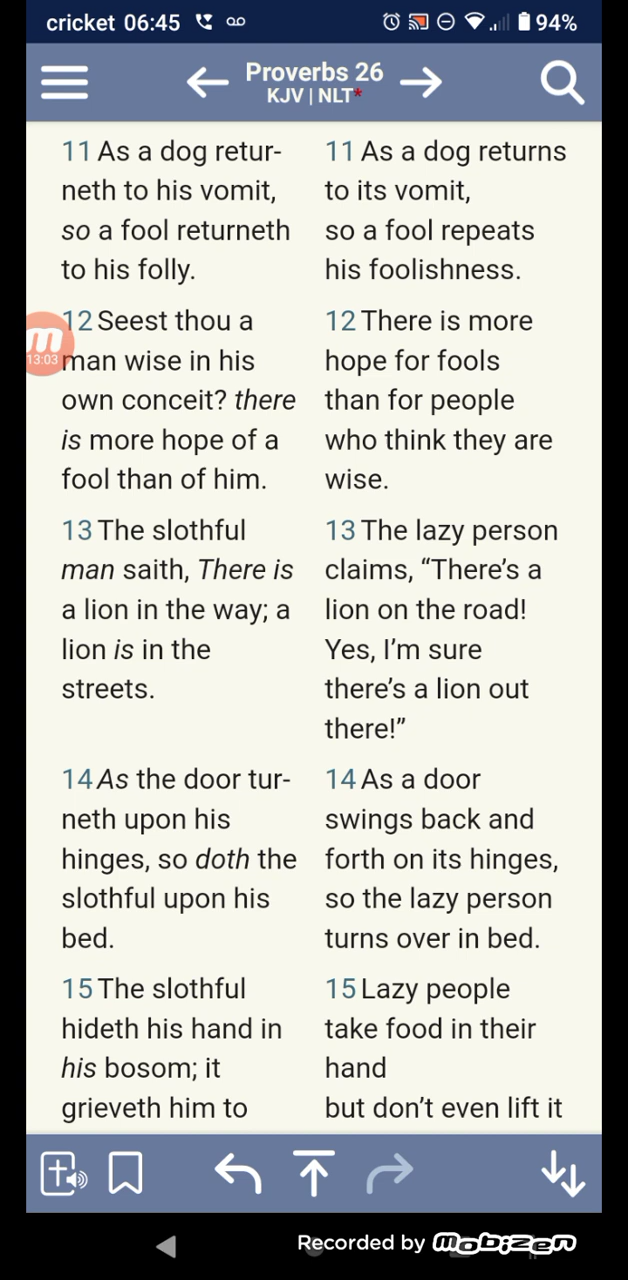 cricket 06:45 94%
Proverbs 26
KJV | NLT*
11 As a dog retur-
neth to his vomit,
so a fool returneth
to his folly.
12 Seest thou a
man wise in his
own conceit? there
is more hope of a
fool than of him.
13 The slothful
man saith, There is
a lion in the way; a
lion is in the
streets.
14 As the door tur-
neth upon his
hinges, so doth the
slothful upon his
bed.
15 The slothful
hideth his hand in
his bosom; it
grieveth him to
11 As a dog returns
to its vomit,
so a fool repeats
his foolishness.
12 There is more
hope for fools
than for people
who think they are
wise.
13 The lazy person
claims, “There’s a
lion on the road!
Yes, I’m sure
there’s a lion out
there!”
14 As a door
swings back and
forth on its hinges,
so the lazy person
turns over in bed.
15 Lazy people
take food in their
hand
but don’t even lift it
m
13:03
Recorded by Mobizen